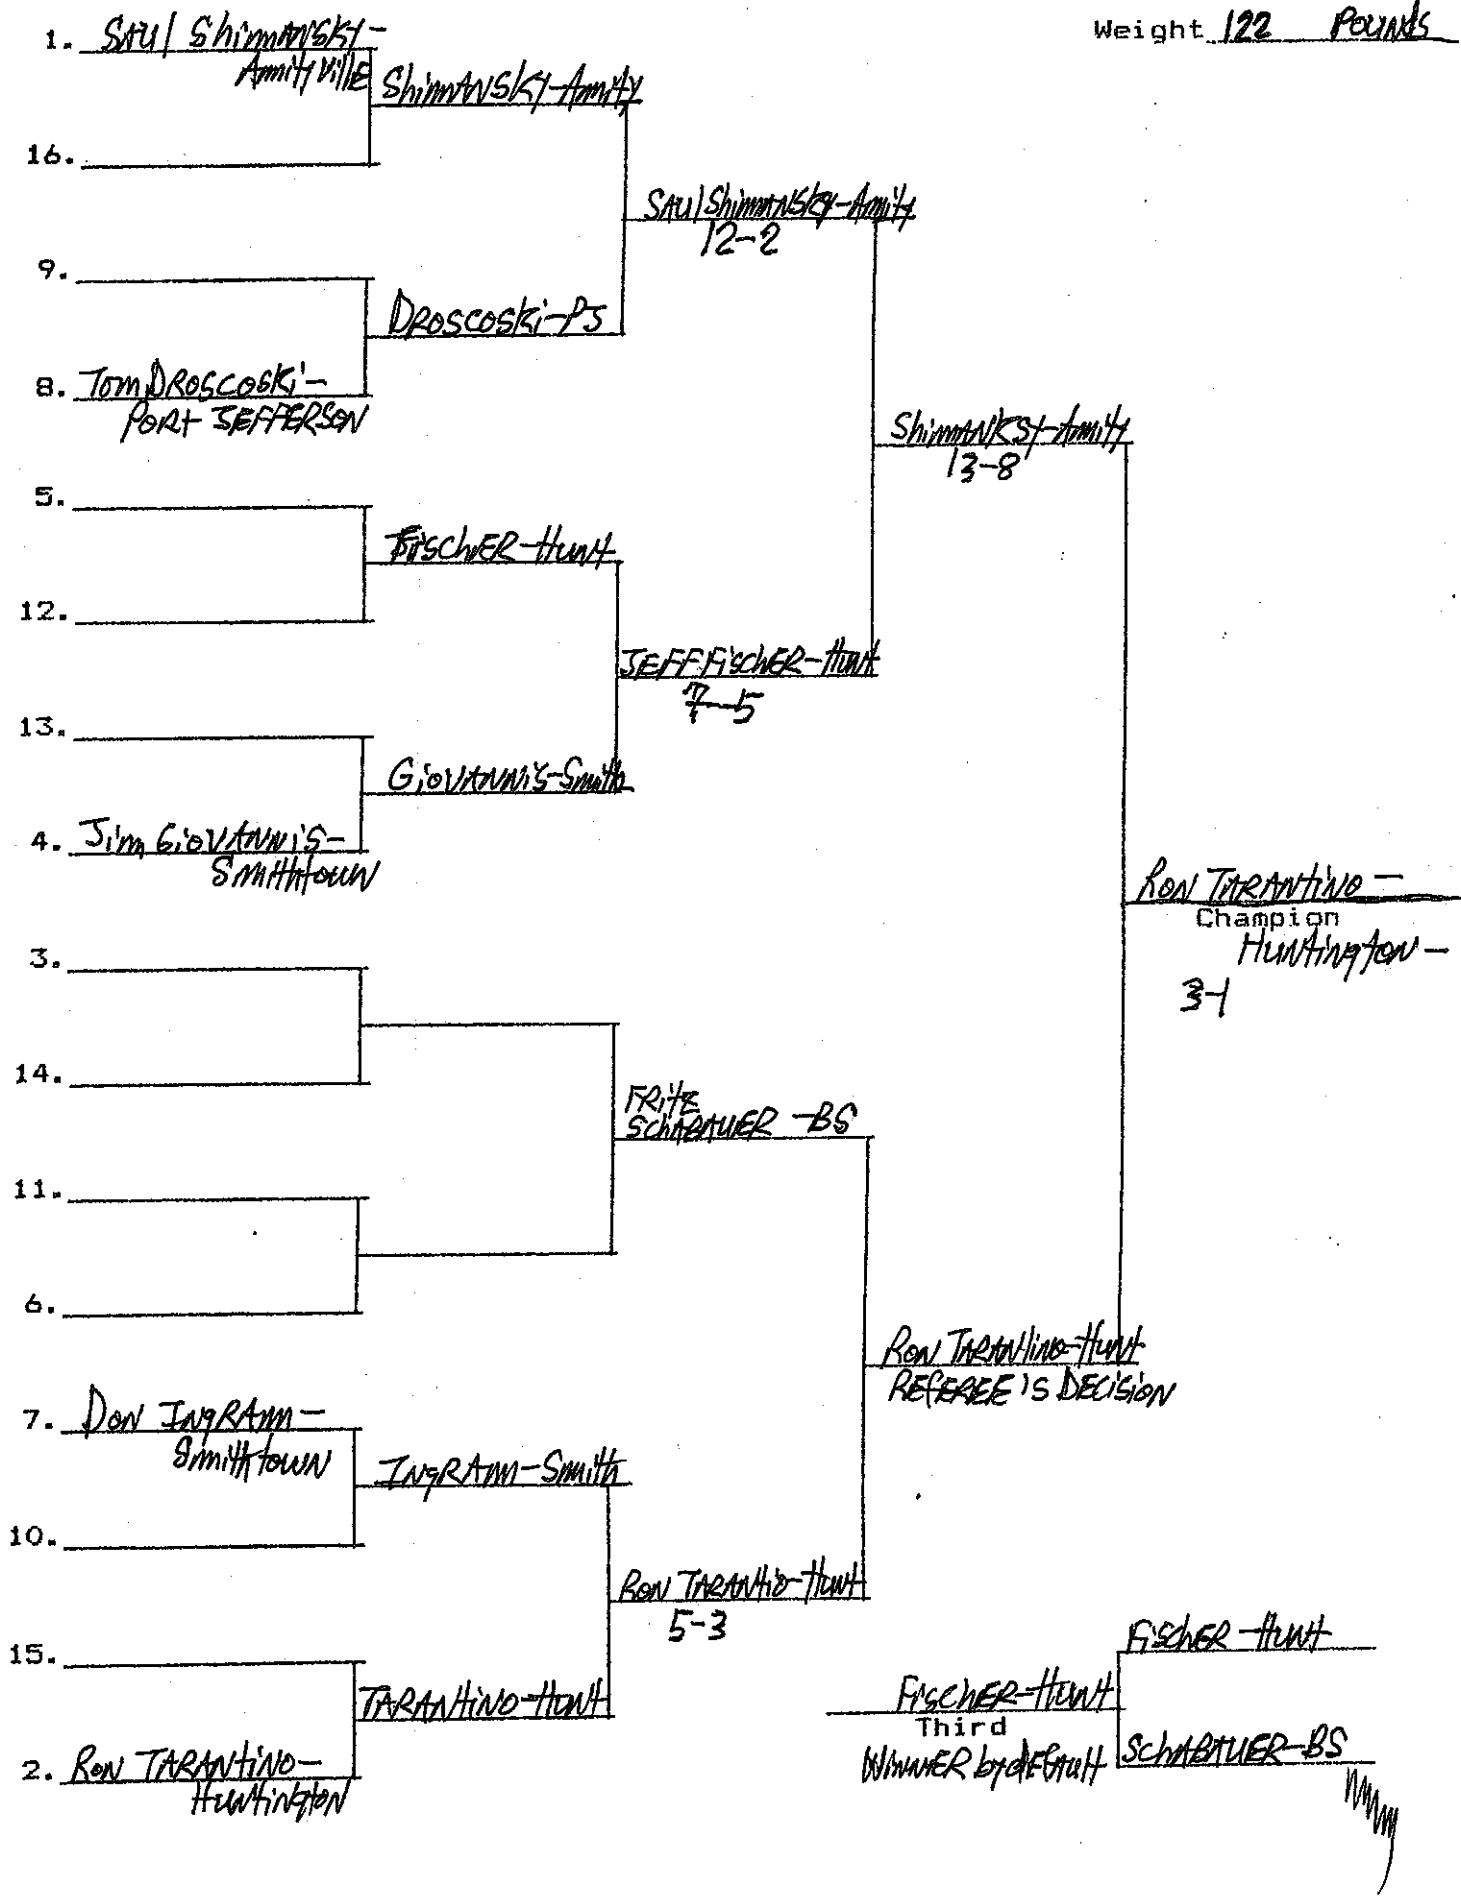 Weight 122 POUNDS
1. SAUl ShimANSKY-
AmityVillE
ShimANSKY-Amity
16.
SAUl ShimANSKY-Amity
12-2
9.
DROSCOSKi-PJ
8. Tom DROSCOSKi-
PORt JEFFERSON
ShimANKSY-Amity
13-8
5.
FischER-Hunt
12.
JEFF FischER-Hunt
7-5
13.
GiOVANNiS-Smith
4. Jim GiOVANNiS-
Smithtown
RON TARANtiNO-
Champion
HUNtington-
3-1
3.
14.
FRitz
SchABAUER -BS
11.
6.
RON TARANtiNO-Hunt
REFEREE'S DECiSiON
7. DON INgRAm-
Smithtown
INgRAm-Smith
10.
RON TARANtiO-Hunt
5-3
15.
FischER-Hunt
TARANtiNO-Hunt
FischER-Hunt
Third
WiNNER by dEfault
SchABAUER-BS
2. RON TARANtiNO-
Huntington